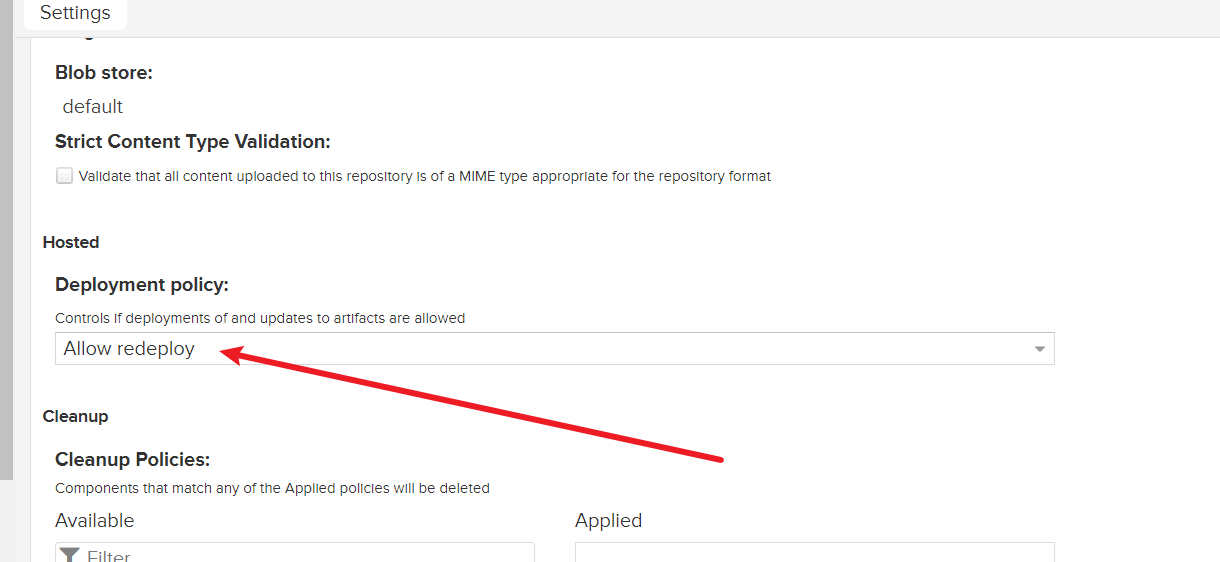 Settings
Blob store:
default
Strict Content Type Validation:
Validate that all content uploaded to this repository is of a MIME type appropriate for the repository format
Hosted
Deployment policy:
Controls if deployments of and updates to artifacts are allowed
Allow redeploy
Cleanup
Cleanup Policies:
Components that match any of the Applied policies will be deleted
Available Applied
Filter